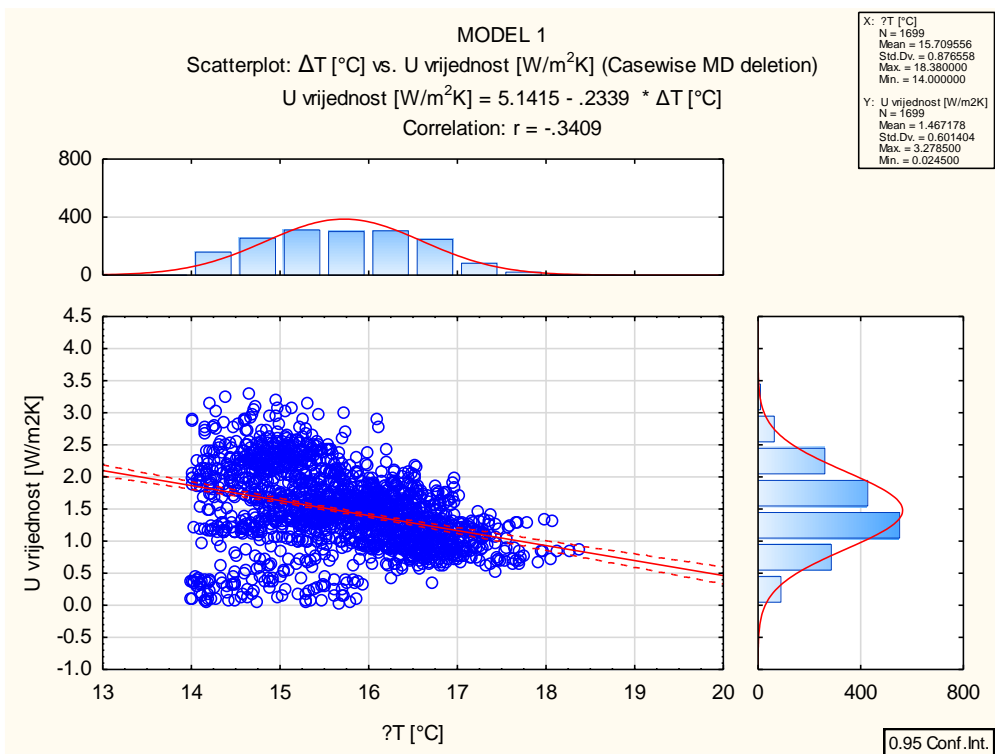 MODEL 1
Scatterplot: ΔT [°C] vs. U vrijednost [W/m²K] (Casewise MD deletion)
U vrijednost [W/m²K] = 5.1415 - .2339 * ΔT [°C]
Correlation: r = -.3409
X: ?T [°C]
N = 1699
Mean = 15.709556
Std.Dv. = 0.876558
Max. = 18.380000
Min. = 14.000000
Y: U vrijednost [W/m2K]
N = 1699
Mean = 1.467178
Std.Dv. = 0.601404
Max. = 3.278500
Min. = 0.024500
800
400
0
4.5
4.0
3.5
3.0
2.5
2.0
1.5
1.0
0.5
0.0
-0.5
-1.0
U vrijednost [W/m2K]
13 14 15 16 17 18 19 20
?T [°C]
0 400 800
0.95 Conf.Int.